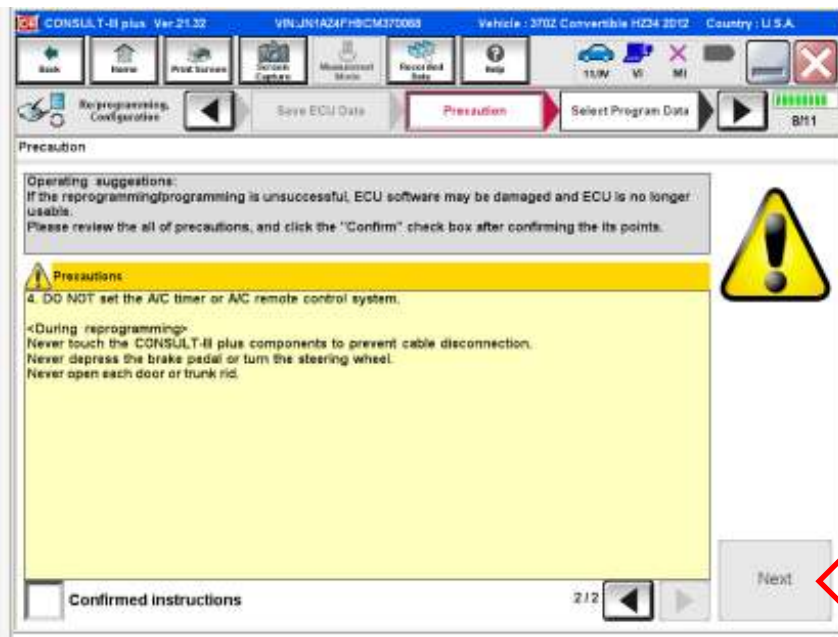 CONSULT-III plus Ver.21.32 VIN:JN1AZ4FH8CM370068 Vehicle : 370Z Convertible HZ34 2012 Country : U.S.A.
Back Home Print Screen Screen Capture Measurement Mode Recorded Data Help 11.9V VI MI
Re/programming, Configuration Save ECU Data Precaution Select Program Data 8/11
Precaution
Operating suggestions:
If the reprogramming/programming is unsuccessful, ECU software may be damaged and ECU is no longer
usable.
Please review the all of precautions, and click the "Confirm" check box after confirming the its points.
Precautions
4. DO NOT set the A/C timer or A/C remote control system.
<During reprogramming>
Never touch the CONSULT-III plus components to prevent cable disconnection.
Never depress the brake pedal or turn the steering wheel.
Never open each door or trunk rid.
Confirmed instructions 2/2 Next